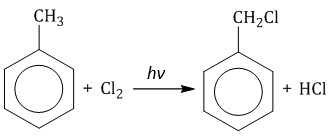 CH₃ CH₂Cl
+ Cl₂ hν + HCl